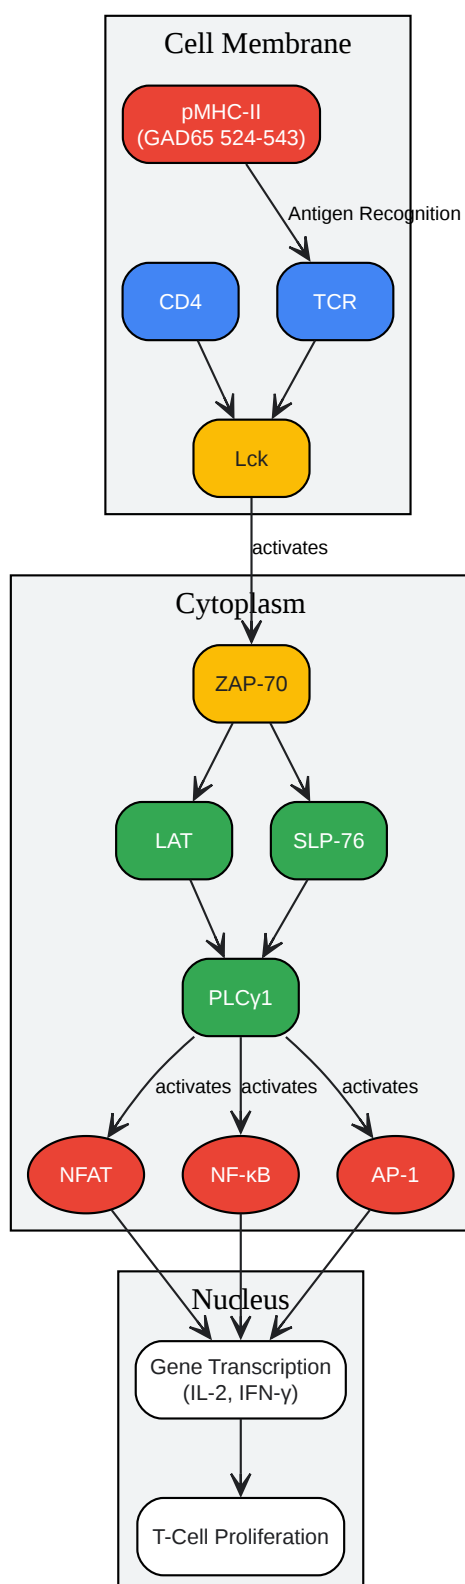 Cell Membrane
pMHC-II
(GAD65 524-543)
Antigen Recognition
CD4
TCR
Lck
activates
Cytoplasm
ZAP-70
LAT
SLP-76
PLCγ1
activates
activates
activates
NFAT
NF-κB
AP-1
Nucleus
Gene Transcription
(IL-2, IFN-γ)
T-Cell Proliferation